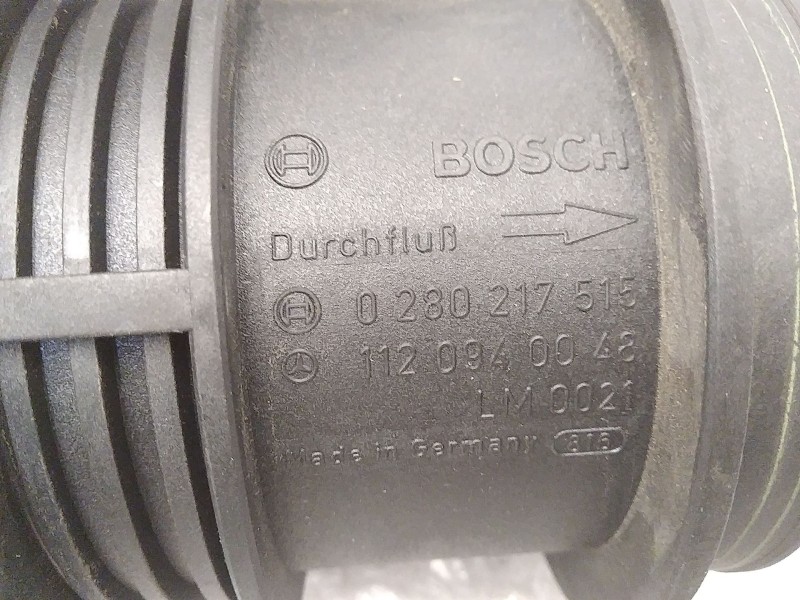 BOSCH
Durchfluß
0 280 217 515
112 094 00 48
LM 0021
Made in Germany